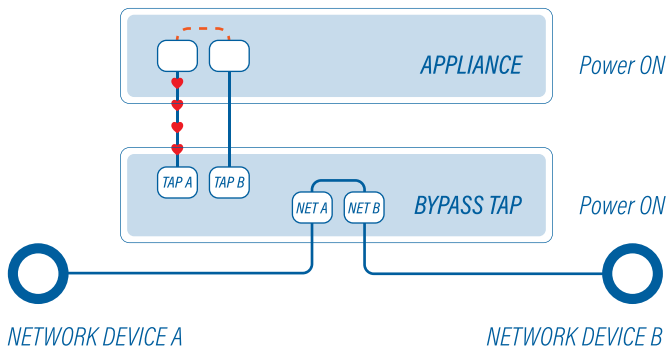 APPLIANCE
Power ON
TAP A
TAP B
NET A
NET B
BYPASS TAP
Power ON
NETWORK DEVICE A
NETWORK DEVICE B